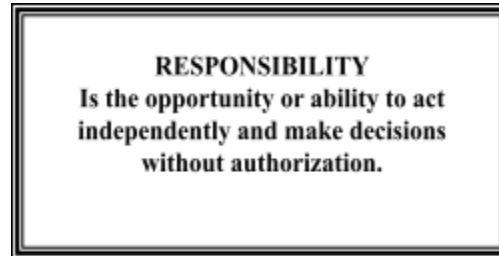 RESPONSIBILITY
Is the opportunity or ability to act
independently and make decisions
without authorization.